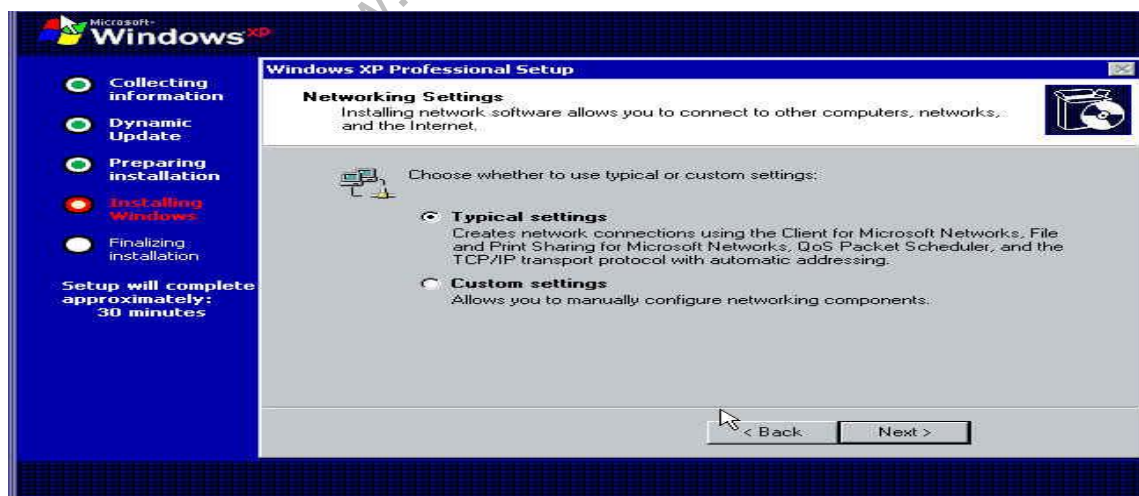 Microsoft
Windows XP
Collecting
information
Dynamic
Update
Preparing
installation
Installing
Windows
Finalizing
installation
Setup will complete
approximately:
30 minutes
Windows XP Professional Setup
Networking Settings
Installing network software allows you to connect to other computers, networks,
and the Internet.
Choose whether to use typical or custom settings:
Typical settings
Creates network connections using the Client for Microsoft Networks, File
and Print Sharing for Microsoft Networks, QoS Packet Scheduler, and the
TCP/IP transport protocol with automatic addressing.
Custom settings
Allows you to manually configure networking components.
< Back
Next >